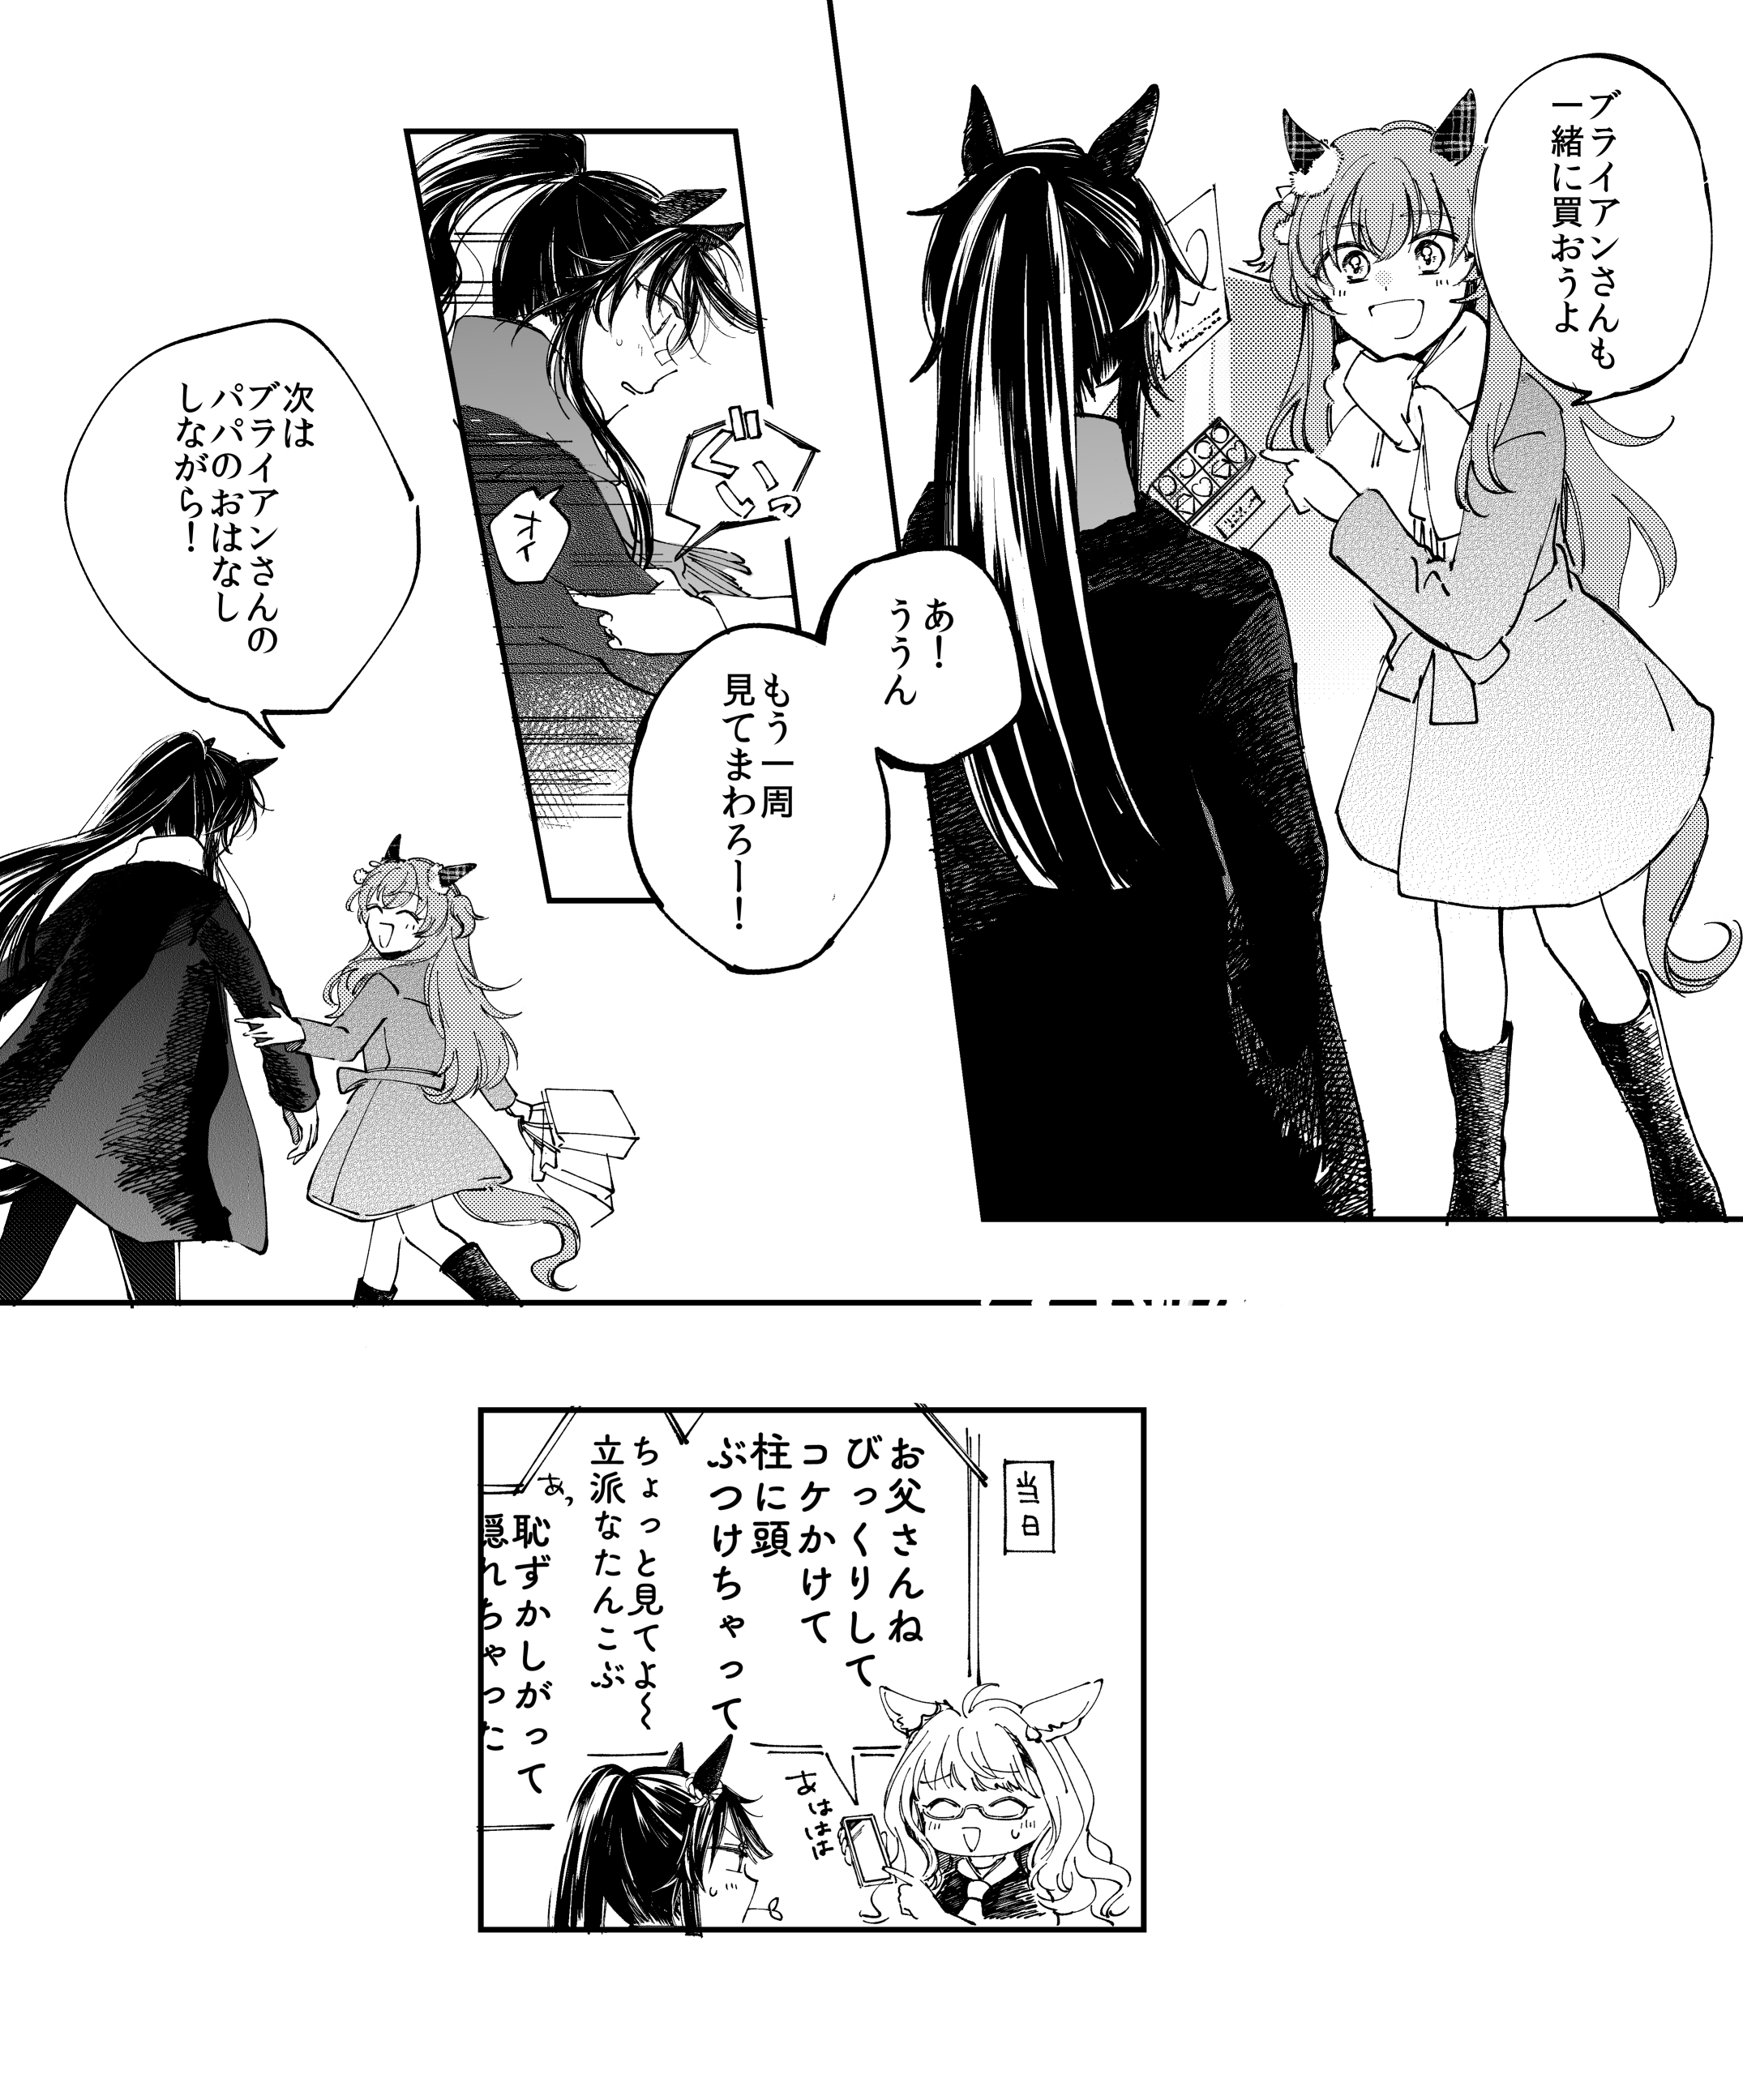 ブライアンさんも
一緒に買おうよ
あ！
ううん
もう一周
見てまわろー！
ぐいっ
オイ
次は
ブライアンさんの
パパのおはなし
しながら！
当日
お父さんね
びっくりして
コケかけて
柱に頭
ぶつけちゃって
ちょっと見てよ〜
立派なたんこぶ
あっ
恥ずかしがって
隠れちゃった
あははは